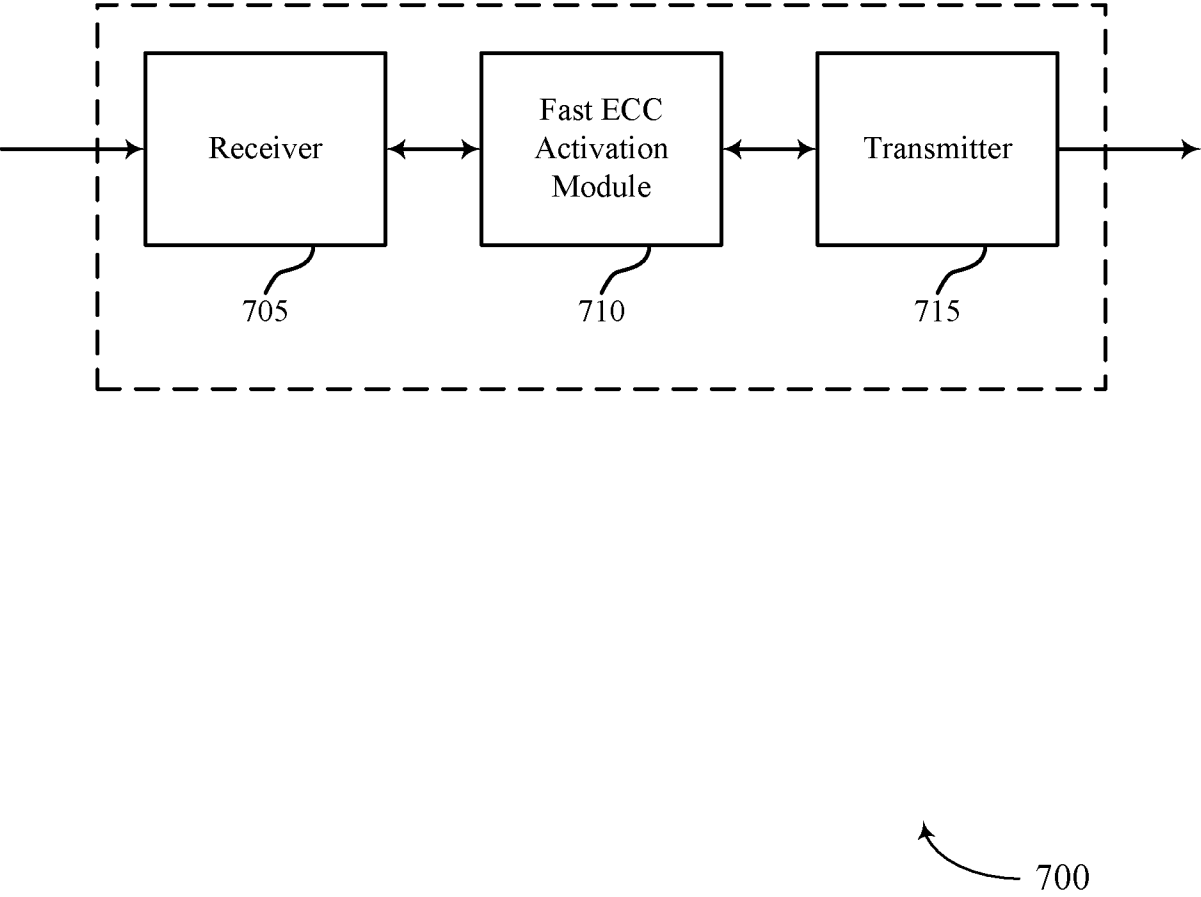 Receiver
Fast ECC
Activation
Module
Transmitter
705
710
715
700